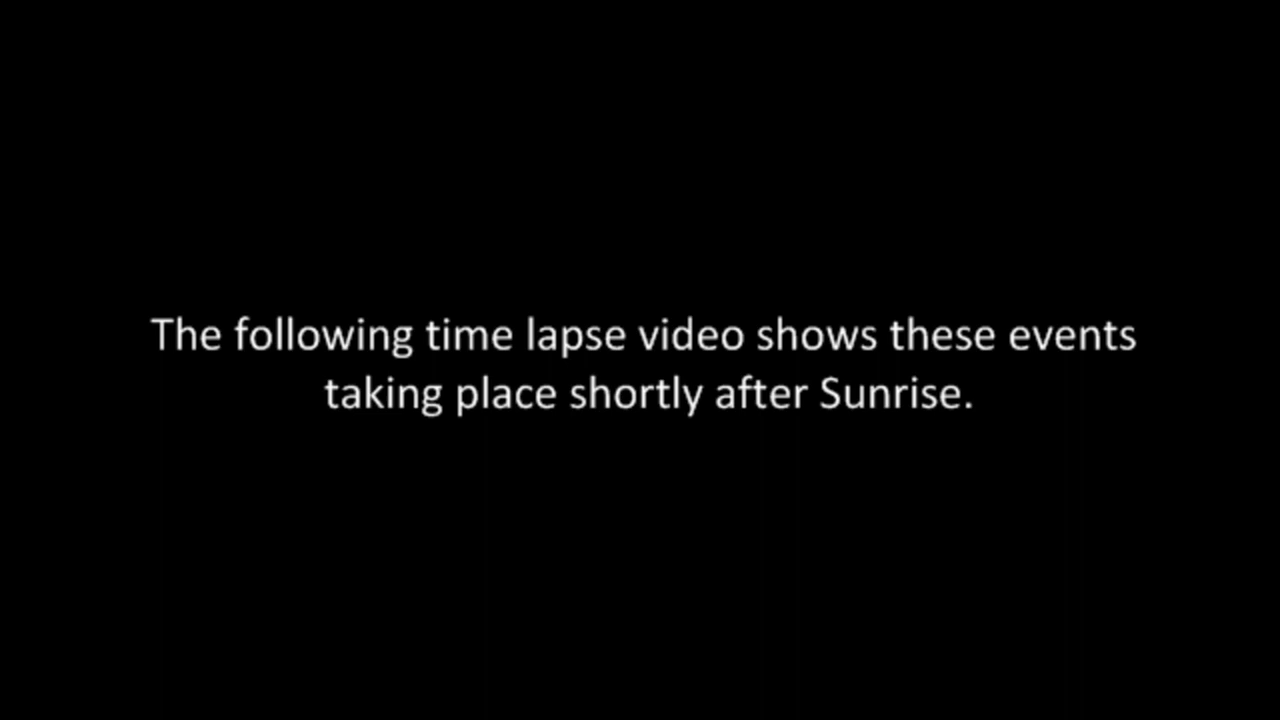 The following time lapse video shows these events
taking place shortly after Sunrise.